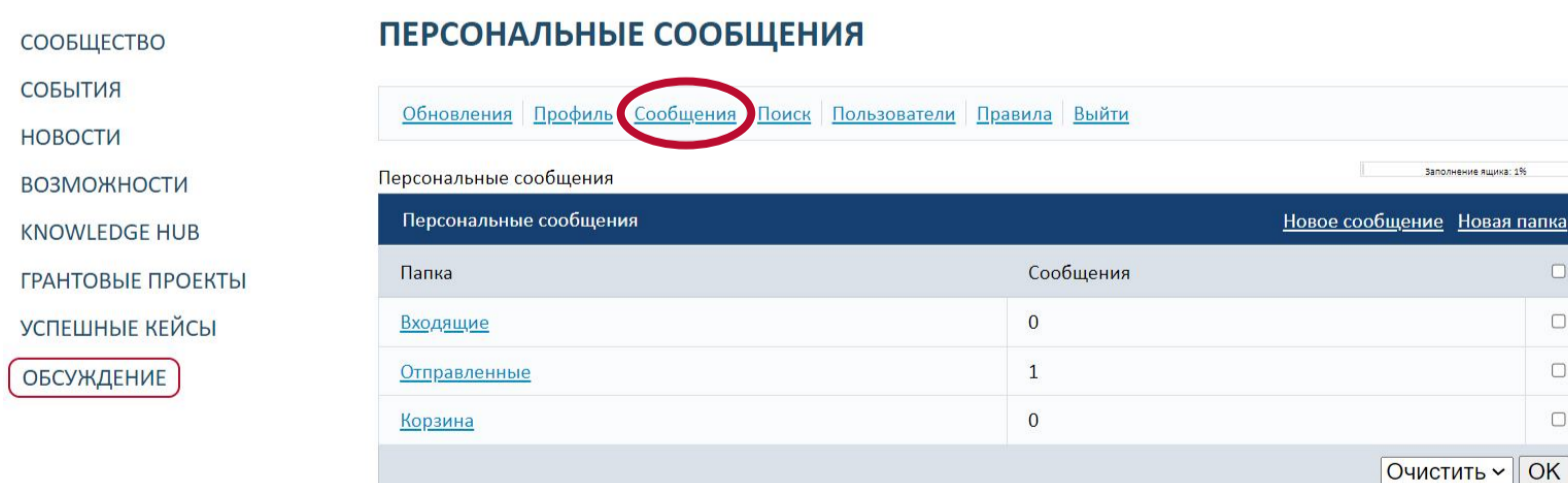 СООБЩЕСТВО
СОБЫТИЯ
НОВОСТИ
ВОЗМОЖНОСТИ
KNOWLEDGE HUB
ГРАНТОВЫЕ ПРОЕКТЫ
УСПЕШНЫЕ КЕЙСЫ
ОБСУЖДЕНИЕ
ПЕРСОНАЛЬНЫЕ СООБЩЕНИЯ
Обновления Профиль Сообщения Поиск Пользователи Правила Выйти
Персональные сообщения Заполнение ящика: 1%
Персональные сообщения Новое сообщение Новая папка
Папка Сообщения
Входящие 0
Отправленные 1
Корзина 0
Очистить OK